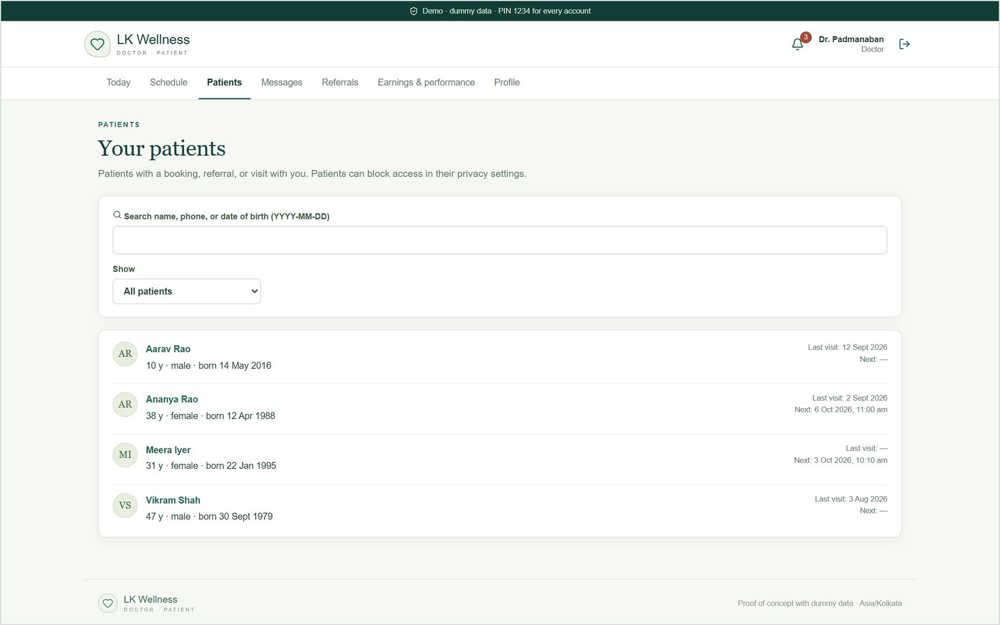 Demo · dummy data · PIN 1234 for every account
LK Wellness
DOCTOR · PATIENT
3
Dr. Padmanaban
Doctor
Today
Schedule
Patients
Messages
Referrals
Earnings & performance
Profile
PATIENTS
Your patients
Patients with a booking, referral, or visit with you. Patients can block access in their privacy settings.
Search name, phone, or date of birth (YYYY-MM-DD)
Show
All patients
AR
Aarav Rao
10 y · male · born 14 May 2016
Last visit: 12 Sept 2026
Next: —
AR
Ananya Rao
38 y · female · born 12 Apr 1988
Last visit: 2 Sept 2026
Next: 6 Oct 2026, 11:00 am
MI
Meera Iyer
31 y · female · born 22 Jan 1995
Last visit: —
Next: 3 Oct 2026, 10:10 am
VS
Vikram Shah
47 y · male · born 30 Sept 1979
Last visit: 3 Aug 2026
Next: —
LK Wellness
DOCTOR · PATIENT
Proof of concept with dummy data · Asia/Kolkata